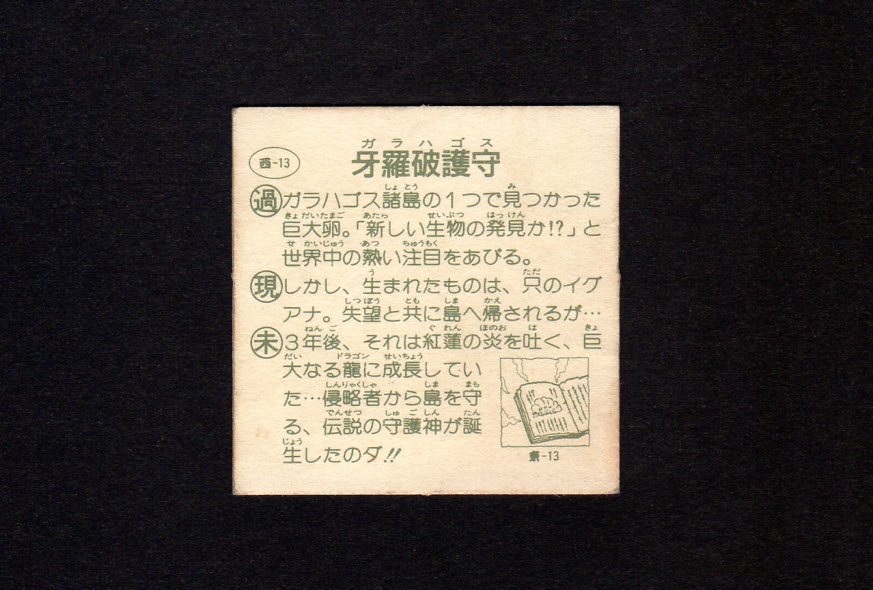 西-13
牙羅破護守
ガラハゴス
過 ガラハゴス諸島の1つで見つかった
巨大卵。「新しい生物の発見か!?」と
世界中の熱い注目をあびる。
現 しかし、生まれたものは、只のイグ
アナ。失望と共に島へ帰されるが…
未 3年後、それは紅蓮の炎を吐く、巨
大なる龍に成長してい
た…侵略者から島を守
る、伝説の守護神が誕
生したのダ!!
-13